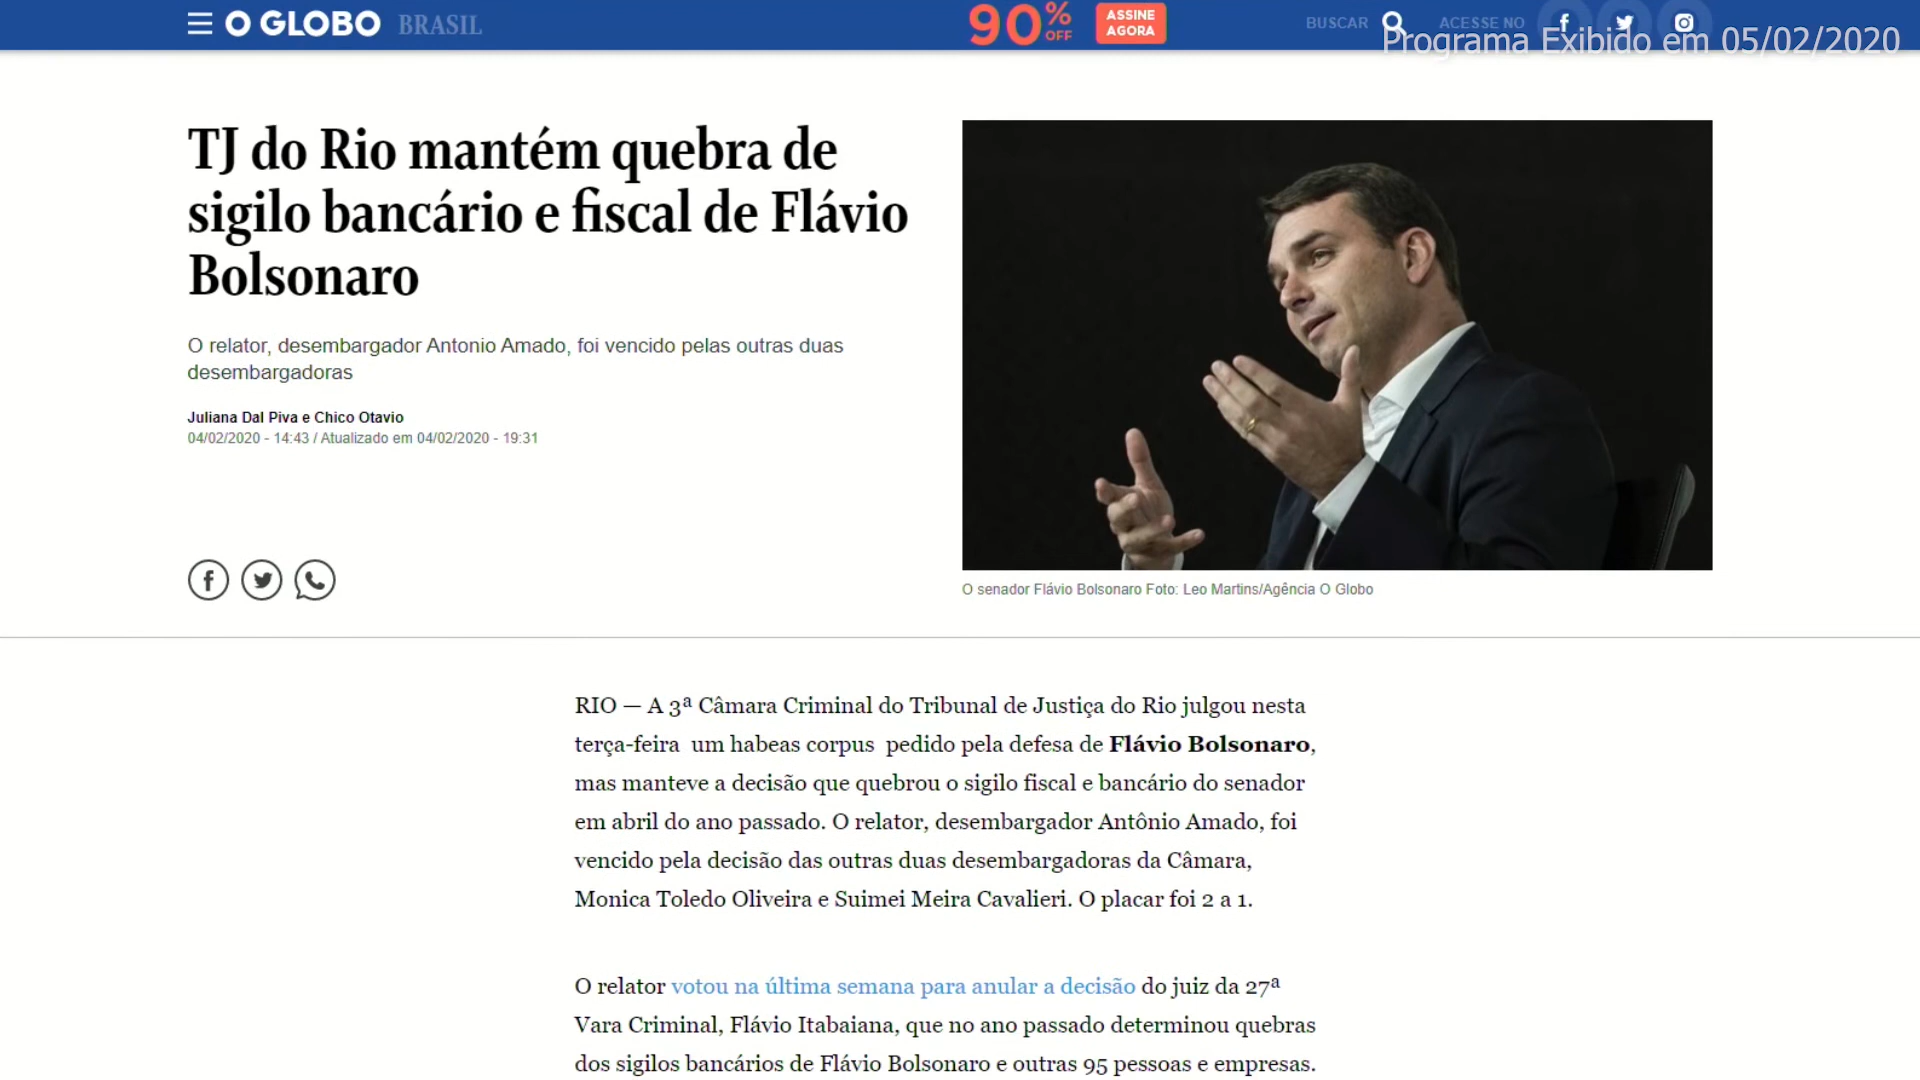 O GLOBO BRASIL
90% OFF
ASSINE
AGORA
BUSCAR
ACESSE NO
Programa Exibido em 05/02/2020
TJ do Rio mantém quebra de
sigilo bancário e fiscal de Flávio
Bolsonaro
O relator, desembargador Antonio Amado, foi vencido pelas outras duas
desembargadoras
Juliana Dal Piva e Chico Otavio
04/02/2020 - 14:43 / Atualizado em 04/02/2020 - 19:31
O senador Flávio Bolsonaro Foto: Leo Martins/Agência O Globo
RIO — A 3ª Câmara Criminal do Tribunal de Justiça do Rio julgou nesta
terça-feira um habeas corpus pedido pela defesa de Flávio Bolsonaro,
mas manteve a decisão que quebrou o sigilo fiscal e bancário do senador
em abril do ano passado. O relator, desembargador Antônio Amado, foi
vencido pela decisão das outras duas desembargadoras da Câmara,
Monica Toledo Oliveira e Suimei Meira Cavalieri. O placar foi 2 a 1.
O relator votou na última semana para anular a decisão do juiz da 27ª
Vara Criminal, Flávio Itabaiana, que no ano passado determinou quebras
dos sigilos bancários de Flávio Bolsonaro e outras 95 pessoas e empresas.